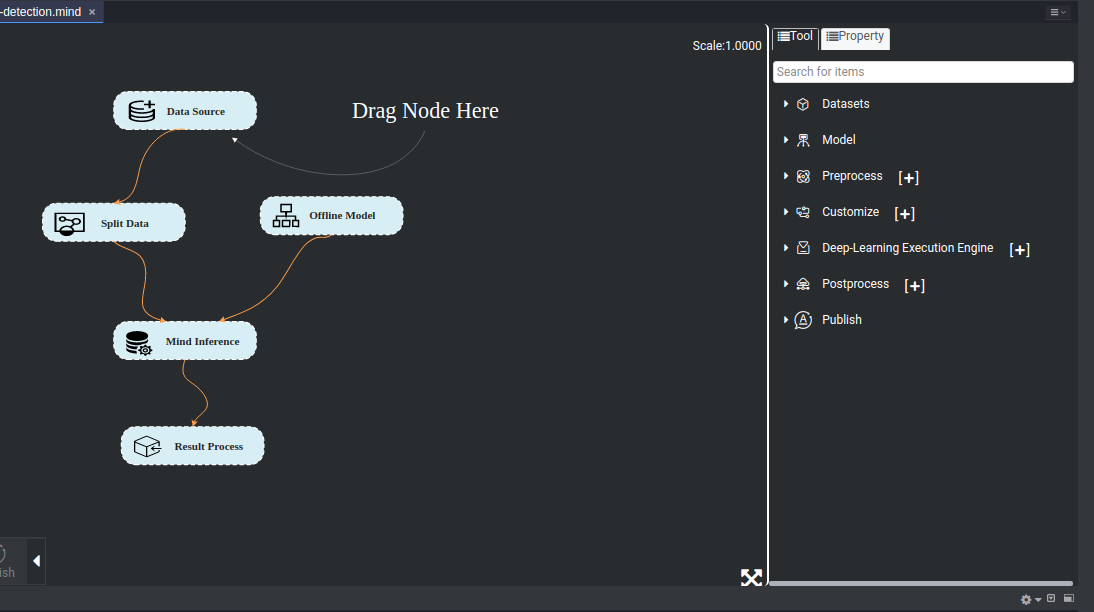 -detection.mind ×
Scale:1.0000
Tool
Property
Search for items
Data Source
Drag Node Here
Split Data
Offline Model
Mind Inference
Result Process
Datasets
Model
Preprocess [+]
Customize [+]
Deep-Learning Execution Engine [+]
Postprocess [+]
Publish
ish